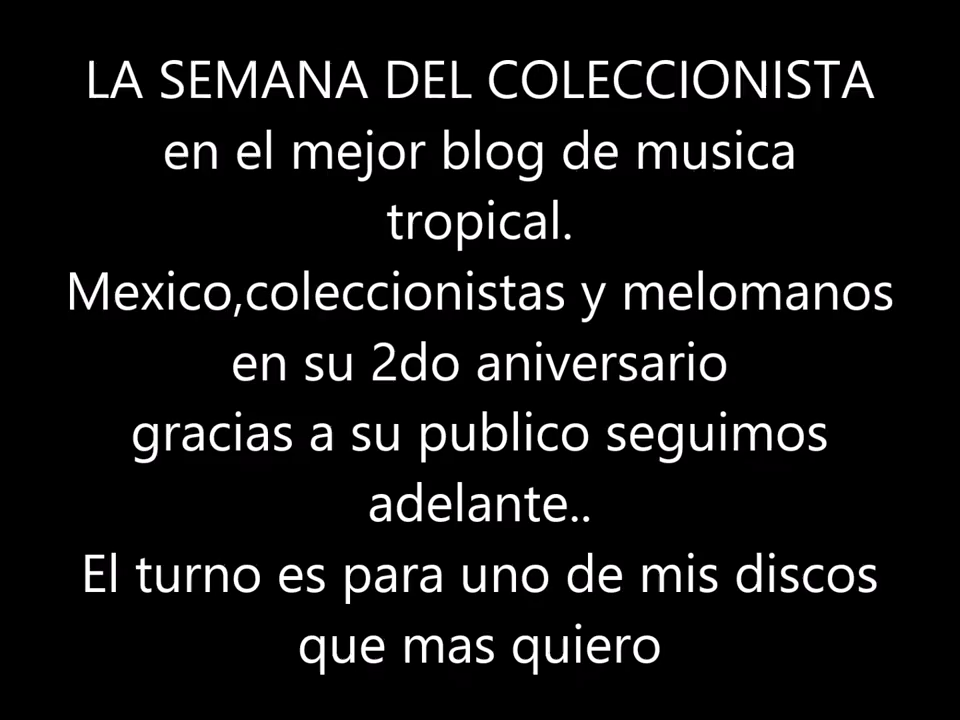 LA SEMANA DEL COLECCIONISTA
en el mejor blog de musica
tropical.
Mexico,coleccionistas y melomanos
en su 2do aniversario
gracias a su publico seguimos
adelante..
El turno es para uno de mis discos
que mas quiero